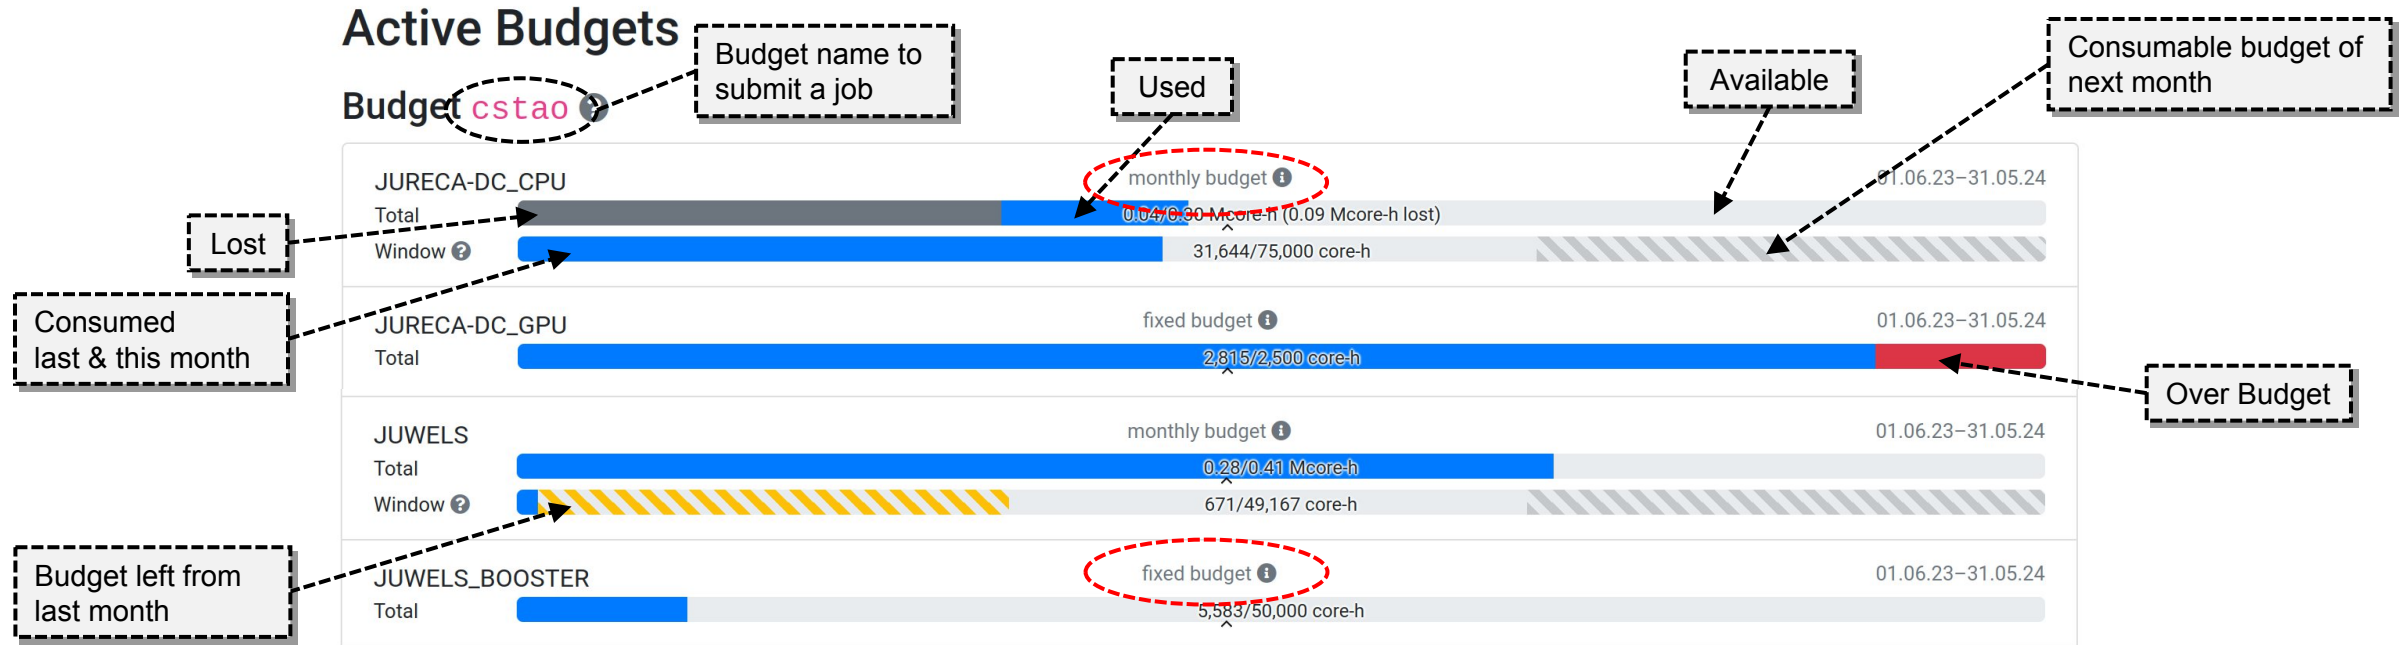 Active Budgets
Budget name to
submit a job
Used
Available
Consumable budget of
next month
Budget cstao
JURECA-DC_CPU
monthly budget
01.06.23–31.05.24
Total
0.04/0.30 Mcore-h (0.09 Mcore-h lost)
Lost
Window
31,644/75,000 core-h
Consumed
last & this month
JURECA-DC_GPU
fixed budget
01.06.23–31.05.24
Total
2,815/2,500 core-h
Over Budget
JUWELS
monthly budget
01.06.23–31.05.24
Total
0.28/0.41 Mcore-h
Window
671/49,167 core-h
Budget left from
last month
JUWELS_BOOSTER
fixed budget
01.06.23–31.05.24
Total
5,583/50,000 core-h